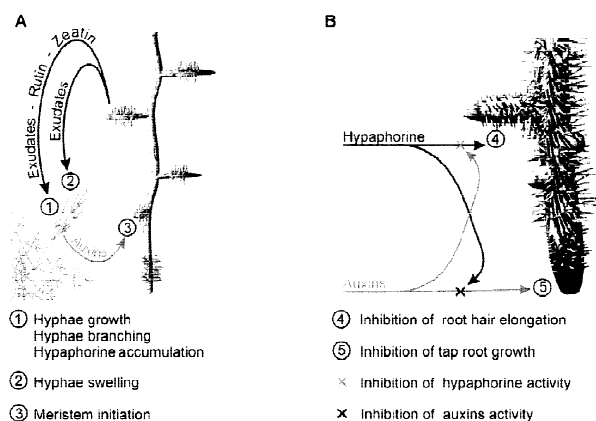 A
B
Exudates - Rutin - Zeatin
Exudates
Hypaphorine
4
2
1
3
Auxins
Auxins
5
1 Hyphae growth
Hyphae branching
Hypaphorine accumulation
2 Hyphae swelling
3 Meristem initiation
4 Inhibition of root hair elongation
5 Inhibition of tap root growth
× Inhibition of hypaphorine activity
× Inhibition of auxins activity